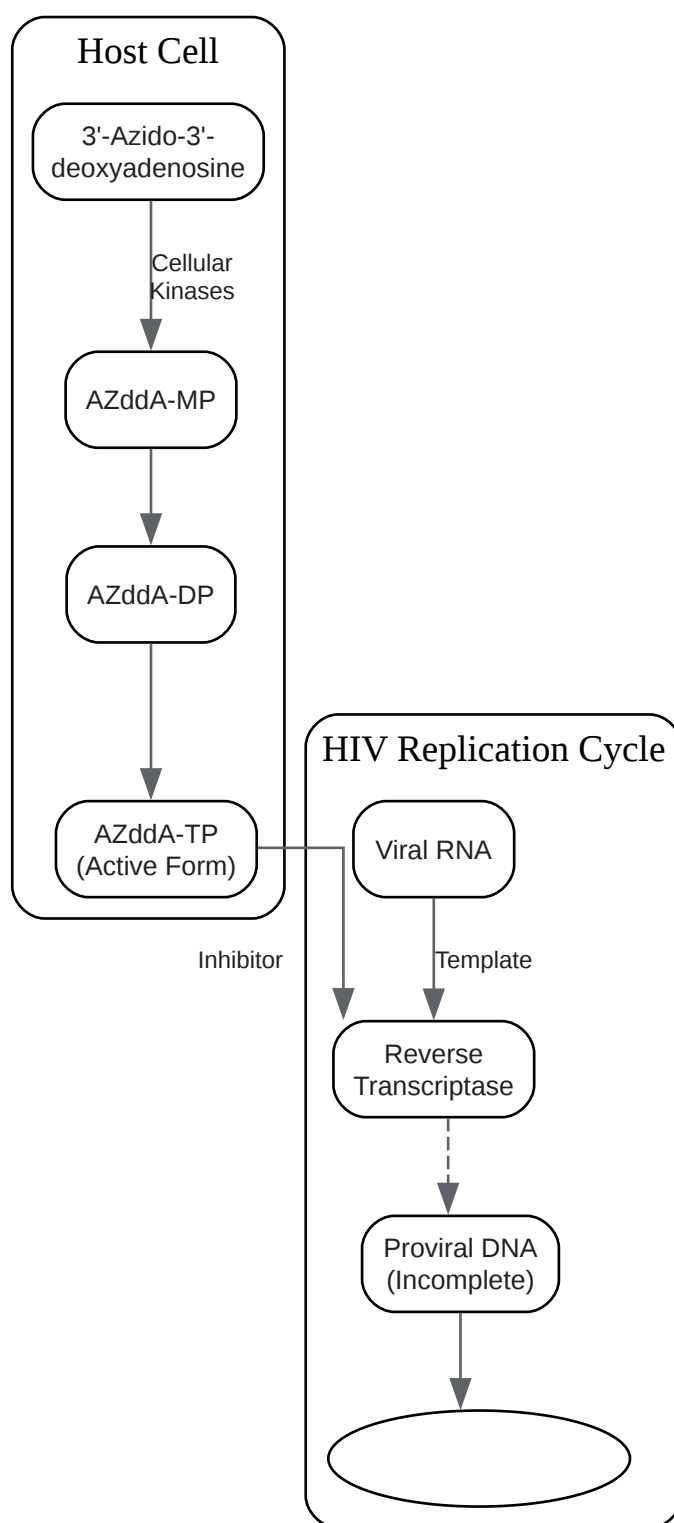 Host Cell
3'-Azido-3'-
deoxyadenosine
Cellular
Kinases
AZddA-MP
AZddA-DP
AZddA-TP
(Active Form)
Inhibitor
HIV Replication Cycle
Viral RNA
Template
Reverse
Transcriptase
Proviral DNA
(Incomplete)